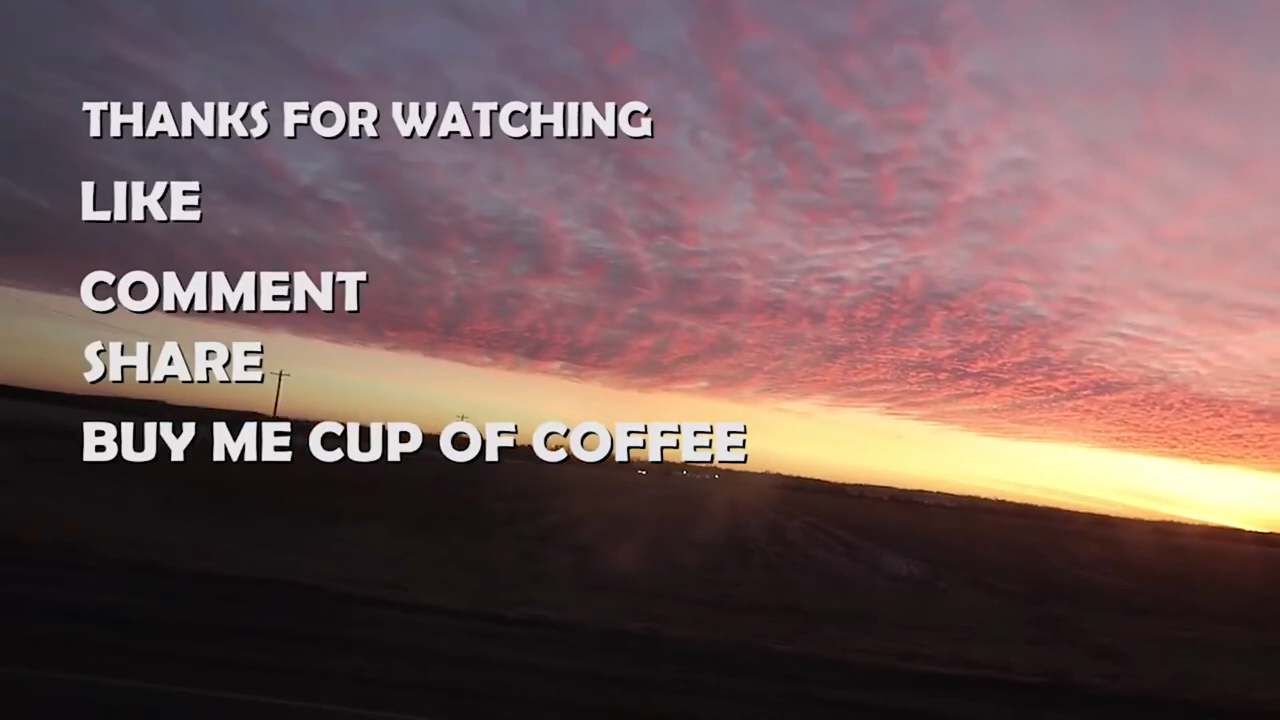 THANKS FOR WATCHING
LIKE
COMMENT
SHARE
BUY ME CUP OF COFFEE